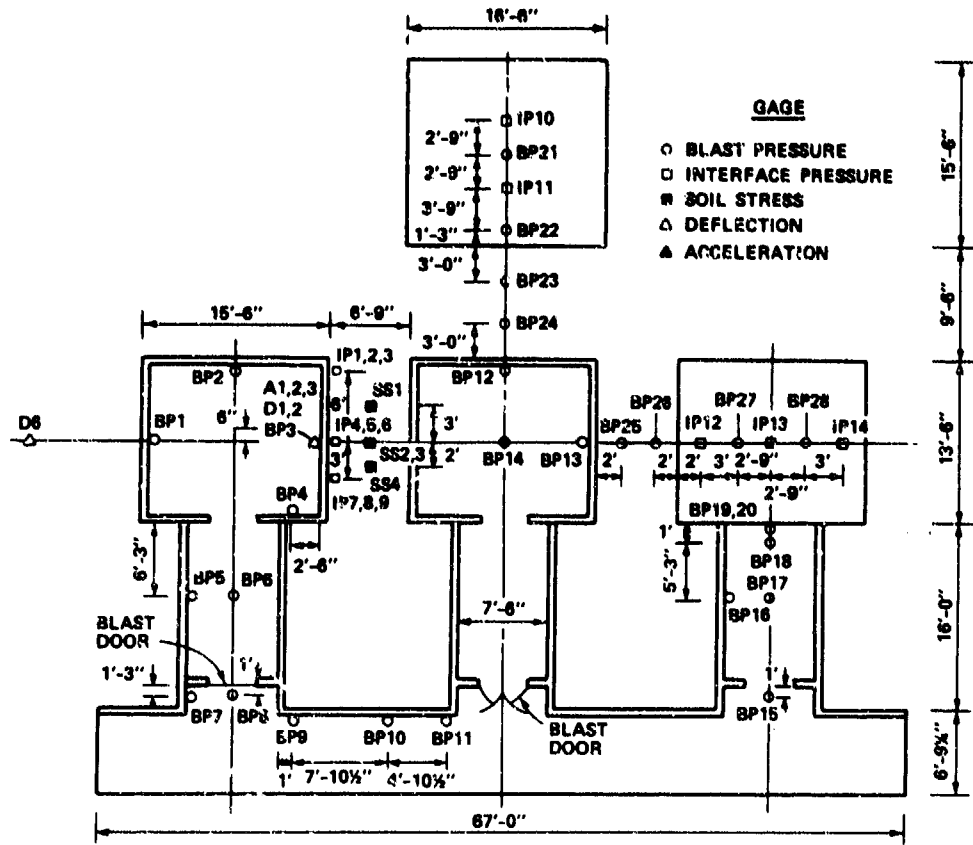 16'-6"
IP10
2'-9"
BP21
2'-9"
IP11
3'-9"
BP22
1'-3"
3'-0"
BP23
BP24
3'-0"
GAGE
BLAST PRESSURE
INTERFACE PRESSURE
SOIL STRESS
DEFLECTION
ACCELERATION
15'-6"
9'-6"
13'-6"
16'-0"
6'-9¼"
15'-6"
6'-9"
BP2
A1,2,3
D1,2
6"
BP1
BP3
D6
IP1,2,3
6'
SS1
IP4,5,6
3'
SS2,3
SS4
IP7,8,9
3'
2'
BP4
2'-6"
BP12
BP14
BP13
BP25
BP26
IP12
BP27
IP13
BP28
IP14
2'
2'
2'
3'
2'-9"
3'
2'-9"
BP19,20
1'
BP18
5'-3"
BP17
BP16
6'-3"
BP5
BP6
BLAST
DOOR
1'-3"
1'
BP7
BP8
7'-6"
1'
BP15
BP9
BP10
BP11
BLAST
DOOR
1'
7'-10½"
4'-10½"
67'-0"